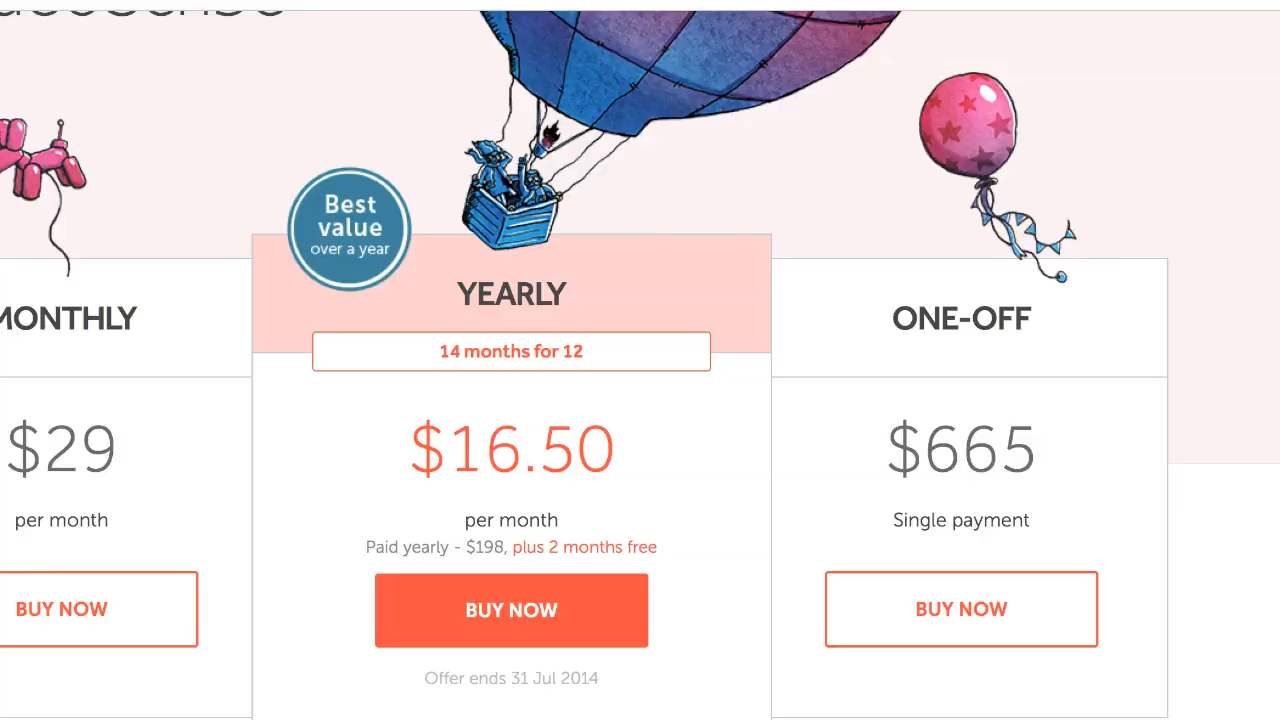 Best
value
over a year
MONTHLY
$29
per month
BUY NOW
YEARLY
14 months for 12
$16.50
per month
Paid yearly - $198, plus 2 months free
BUY NOW
Offer ends 31 Jul 2014
ONE-OFF
$665
Single payment
BUY NOW